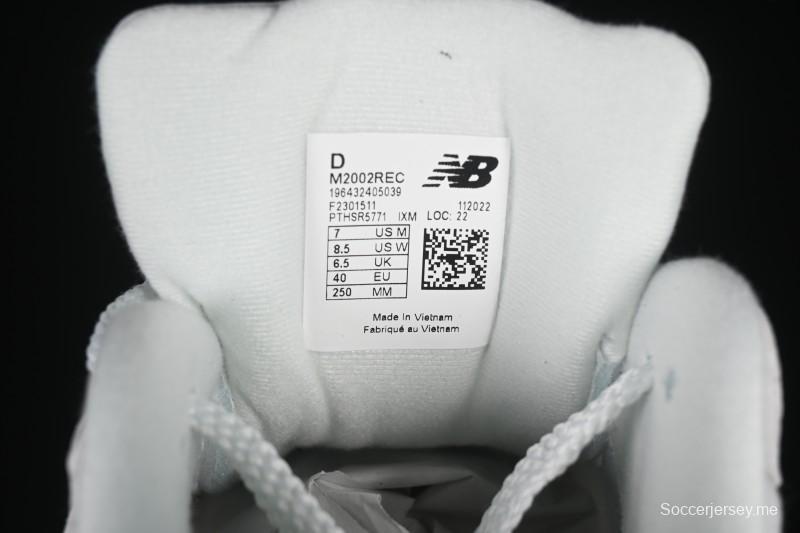 D
NB
M2002REC
196432405039
F2301511 112022
PTHSR5771 IXM LOC: 22
7 US M
8.5 US W
6.5 UK
40 EU
250 MM
Made In Vietnam
Fabriqué au Vietnam
Soccerjersey.me